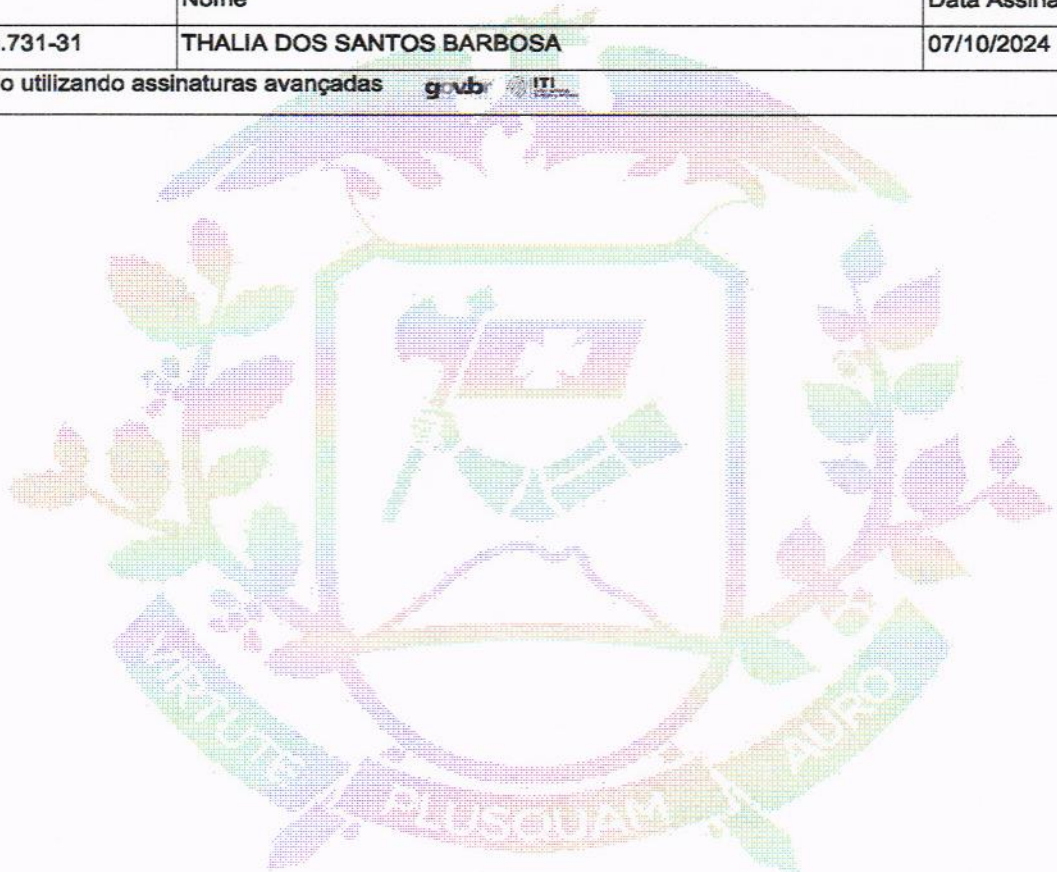 Nome Data Assina
.731-31 THALIA DOS SANTOS BARBOSA 07/10/2024
o utilizando assinaturas avançadas gov.br ITI
VIRTUTE PLUSQUAM AURO